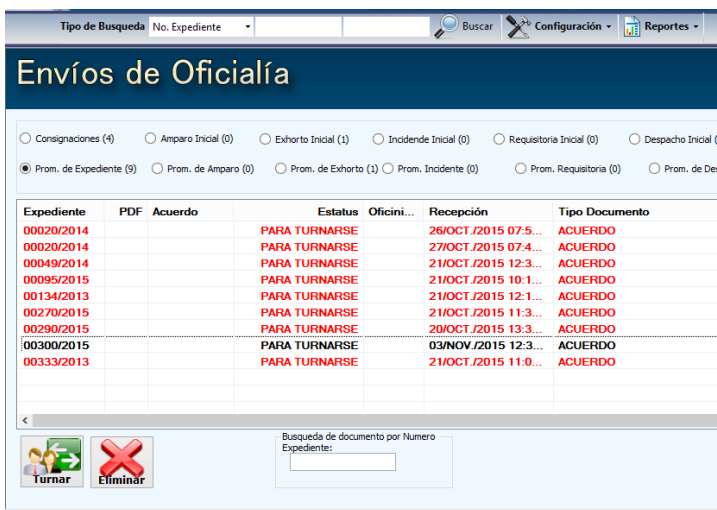 Tipo de Busqueda No. Expediente Buscar Configuración Reportes
Envíos de Oficialía
Consignaciones (4) Amparo Inicial (0) Exhorto Inicial (1) Incidende Inicial (0) Requisitoria Inicial (0) Despacho Inicial (
Prom. de Expediente (9) Prom. de Amparo (0) Prom. de Exhorto (1) Prom. Incidente (0) Prom. Requisitoria (0) Prom. de Des
Expediente PDF Acuerdo Estatus Oficini... Recepción Tipo Documento
00020/2014 PARA TURNARSE 26/OCT./2015 07:5... ACUERDO
00020/2014 PARA TURNARSE 27/OCT./2015 07:4... ACUERDO
00049/2014 PARA TURNARSE 21/OCT./2015 12:3... ACUERDO
00095/2015 PARA TURNARSE 21/OCT./2015 10:1... ACUERDO
00134/2013 PARA TURNARSE 21/OCT./2015 12:1... ACUERDO
00270/2015 PARA TURNARSE 21/OCT./2015 11:3... ACUERDO
00290/2015 PARA TURNARSE 20/OCT./2015 13:3... ACUERDO
00300/2015 PARA TURNARSE 03/NOV./2015 12:3... ACUERDO
00333/2013 PARA TURNARSE 21/OCT./2015 11:0... ACUERDO
Busqueda de documento por Numero
Expediente:
Turnar Eliminar